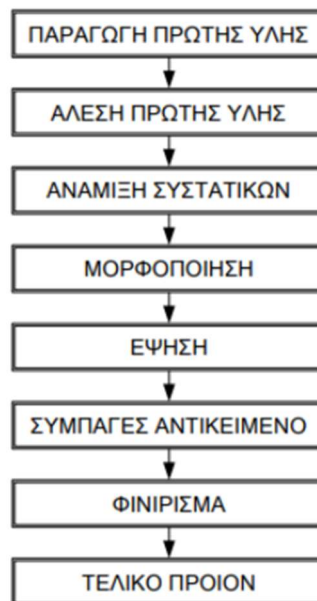 ΠΑΡΑΓΩΓΗ ΠΡΩΤΗΣ ΥΛΗΣ
ΑΛΕΣΗ ΠΡΩΤΗΣ ΥΛΗΣ
ΑΝΑΜΙΞΗ ΣΥΣΤΑΤΙΚΩΝ
ΜΟΡΦΟΠΟΙΗΣΗ
ΕΨΗΣΗ
ΣΥΜΠΑΓΕΣ ΑΝΤΙΚΕΙΜΕΝΟ
ΦΙΝΙΡΙΣΜΑ
ΤΕΛΙΚΟ ΠΡΟΙΟΝ